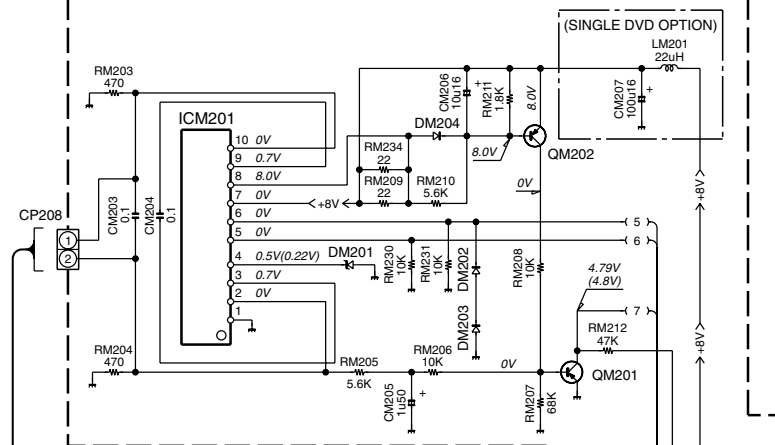 (SINGLE DVD OPTION)
LM201
22uH
RM203
470
CM206
10u16
+
RM211
1.8K
8.0V
CM207
100u16
+
ICM201
DM204
10 0V
9 0.7V
8 8.0V
7 0V
6 0V
5 0V
4 0.5V(0.22V)
3 0.7V
2 0V
1
RM234
22
RM209
22
RM210
5.6K
8.0V
QM202
+8V
0V
+8V
CP208
1
2
CM203
0.1
CM204
0.1
DM201
RM230
10K
RM231
10K
DM202
DM203
RM208
10K
5
6
4.79V
(4.8V)
7
RM212
47K
+8V
RM204
470
RM205
5.6K
RM206
10K
0V
QM201
CM205
1u50
+
RM207
68K